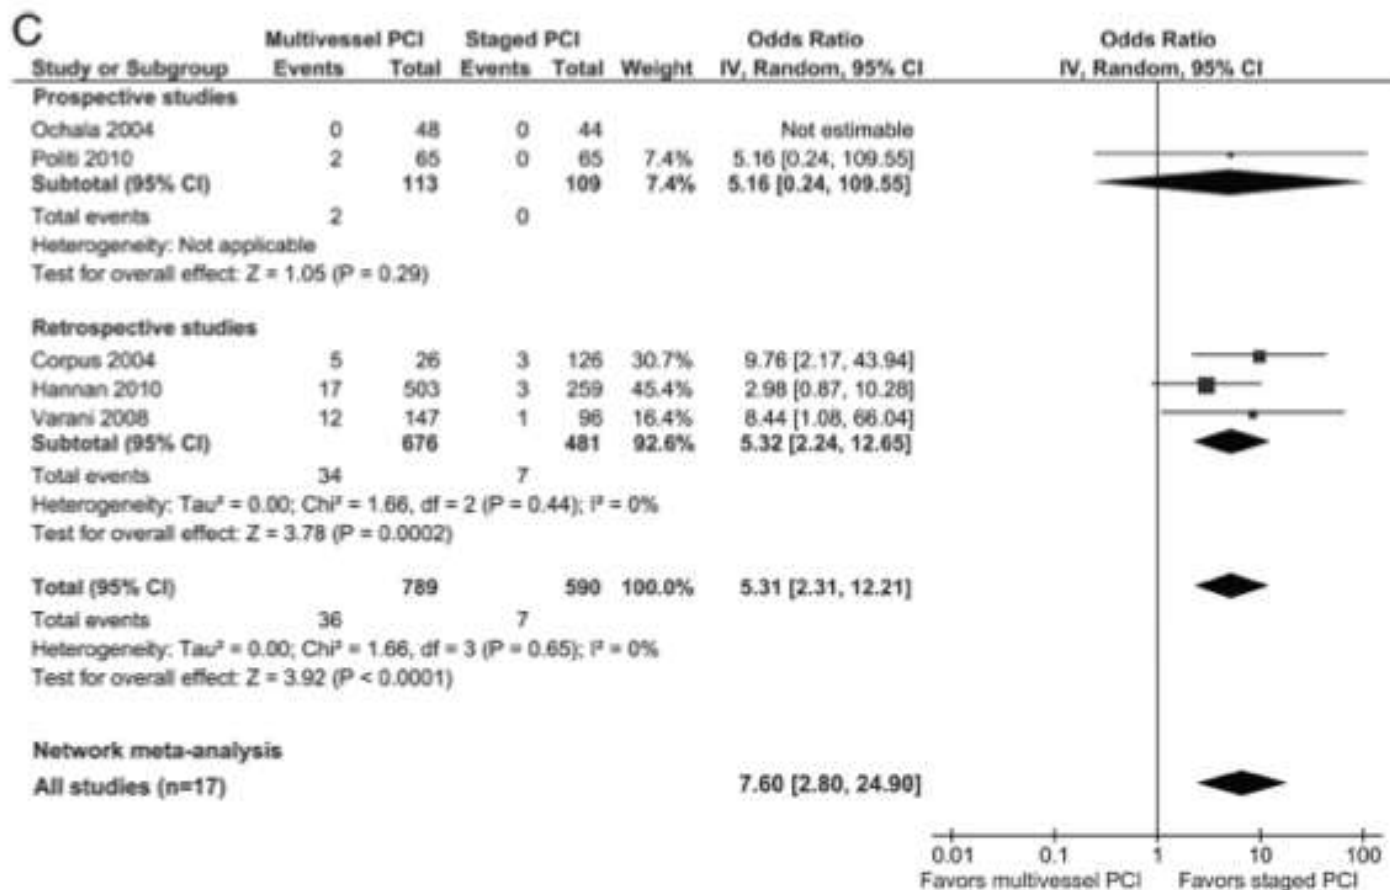 C
Multivessel PCI Staged PCI Odds Ratio Odds Ratio
Study or Subgroup Events Total Events Total Weight IV, Random, 95% CI IV, Random, 95% CI
Prospective studies
Ochala 2004 0 48 0 44 Not estimable
Politi 2010 2 65 0 65 7.4% 5.16 [0.24, 109.55]
Subtotal (95% CI) 113 109 7.4% 5.16 [0.24, 109.55]
Total events 2 0
Heterogeneity: Not applicable
Test for overall effect: Z = 1.05 (P = 0.29)
Retrospective studies
Corpus 2004 5 26 3 126 30.7% 9.76 [2.17, 43.94]
Hannan 2010 17 503 3 259 45.4% 2.98 [0.87, 10.28]
Varani 2008 12 147 1 96 16.4% 8.44 [1.08, 66.04]
Subtotal (95% CI) 676 481 92.6% 5.32 [2.24, 12.65]
Total events 34 7
Heterogeneity: Tau² = 0.00; Chi² = 1.66, df = 2 (P = 0.44); I² = 0%
Test for overall effect: Z = 3.78 (P = 0.0002)
Total (95% CI) 789 590 100.0% 5.31 [2.31, 12.21]
Total events 36 7
Heterogeneity: Tau² = 0.00; Chi² = 1.66, df = 3 (P = 0.65); I² = 0%
Test for overall effect: Z = 3.92 (P < 0.0001)
Network meta-analysis
All studies (n=17) 7.60 [2.80, 24.90]
0.01 0.1 1 10 100
Favors multivessel PCI Favors staged PCI